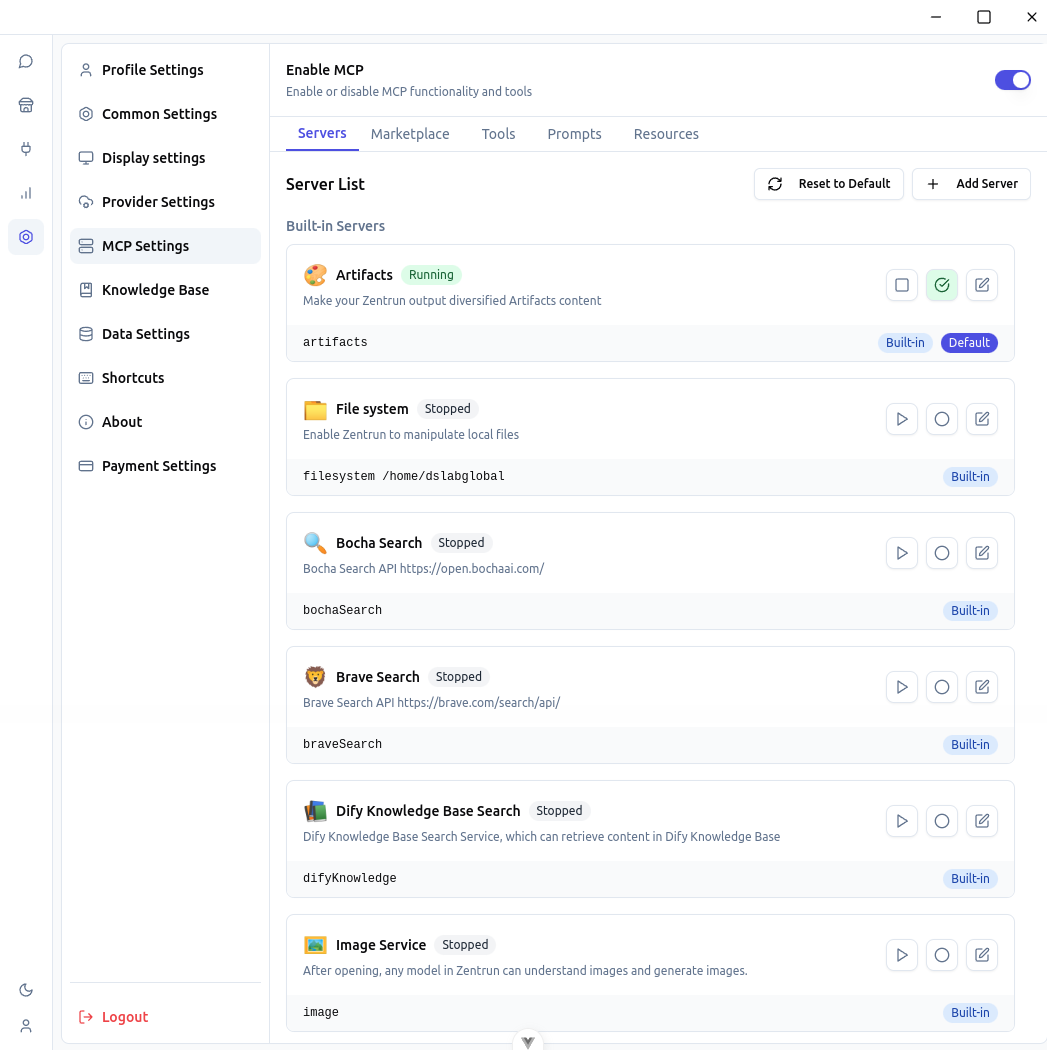 Profile Settings
Common Settings
Display settings
Provider Settings
MCP Settings
Knowledge Base
Data Settings
Shortcuts
About
Payment Settings
Logout
Enable MCP
Enable or disable MCP functionality and tools
Servers Marketplace Tools Prompts Resources
Server List Reset to Default Add Server
Built-in Servers
Artifacts Running
Make your Zentrun output diversified Artifacts content
artifacts Built-in Default
File system Stopped
Enable Zentrun to manipulate local files
filesystem /home/dslabglobal Built-in
Bocha Search Stopped
Bocha Search API https://open.bochaai.com/
bochaSearch Built-in
Brave Search Stopped
Brave Search API https://brave.com/search/api/
braveSearch Built-in
Dify Knowledge Base Search Stopped
Dify Knowledge Base Search Service, which can retrieve content in Dify Knowledge Base
difyKnowledge Built-in
Image Service Stopped
After opening, any model in Zentrun can understand images and generate images.
image Built-in